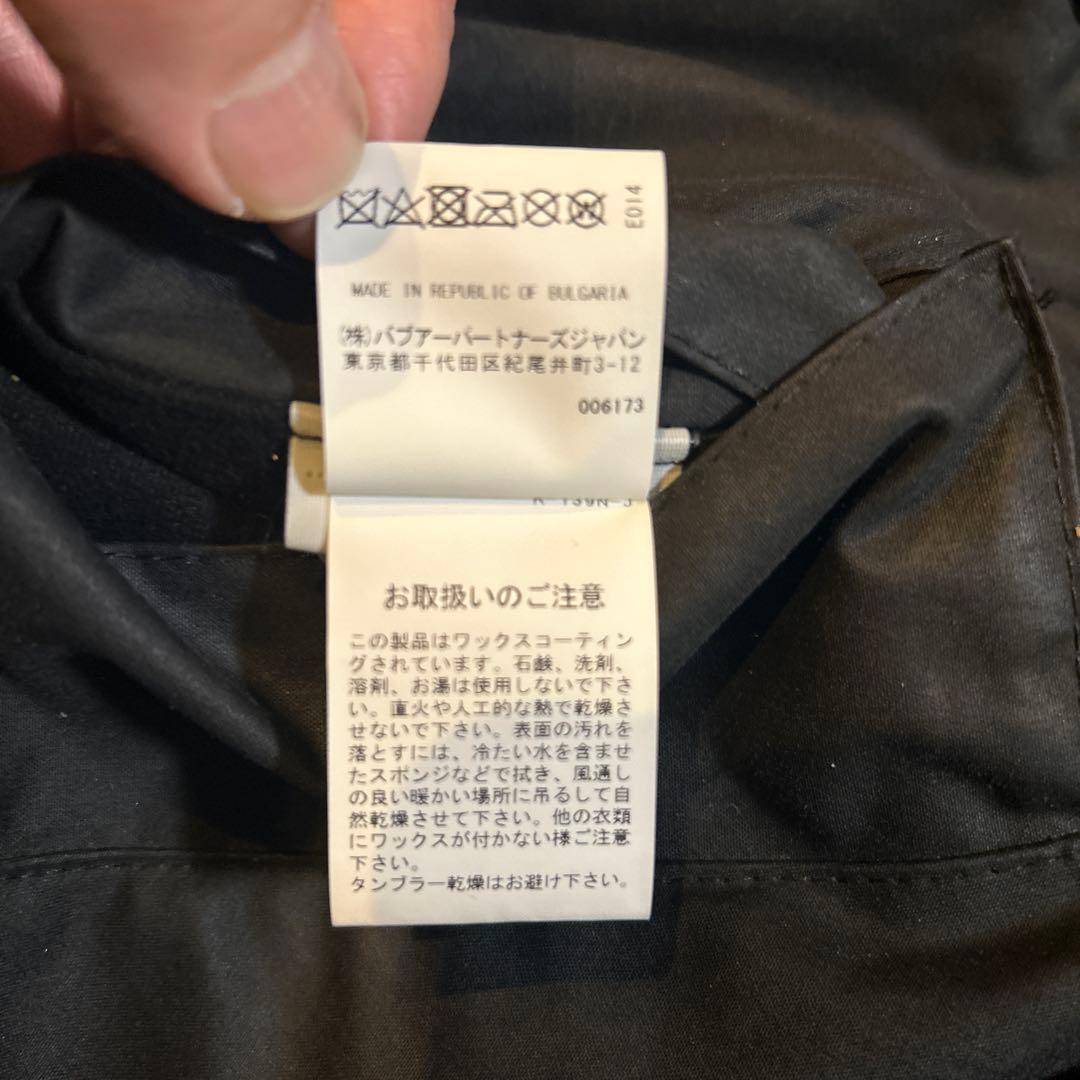 E014
MADE IN REPUBLIC OF BULGARIA
(株)バブアーパートナーズジャパン
東京都千代田区紀尾井町3-12
006173
お取扱いのご注意
この製品はワックスコーティン
グされています。石鹸、洗剤、
溶剤、お湯は使用しないで下さ
い。直火や人工的な熱で乾燥さ
せないで下さい。表面の汚れを
落とすには、冷たい水を含ませ
たスポンジなどで拭き、風通し
の良い暖かい場所に吊るして自
然乾燥させて下さい。他の衣類
にワックスが付かない様ご注意
下さい。
タンブラー乾燥はお避け下さい。